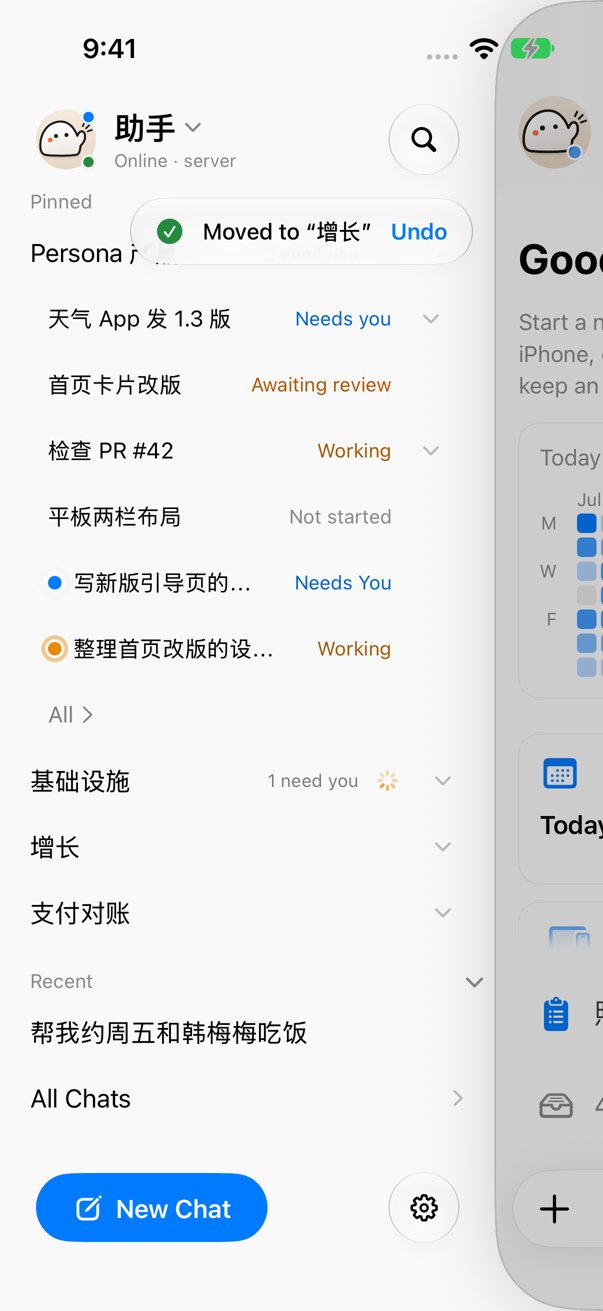 9:41
助手
Online · server
Pinned
Moved to “增长” Undo
Persona
天气 App 发 1.3 版 Needs you
首页卡片改版 Awaiting review
检查 PR #42 Working
平板两栏布局 Not started
写新版引导页的… Needs You
整理首页改版的设… Working
All
基础设施 1 need you
增长
支付对账
Recent
帮我约周五和韩梅梅吃饭
All Chats
New Chat
Start a
iPhone,
keep an
Today
Jul
M
W
F
Today